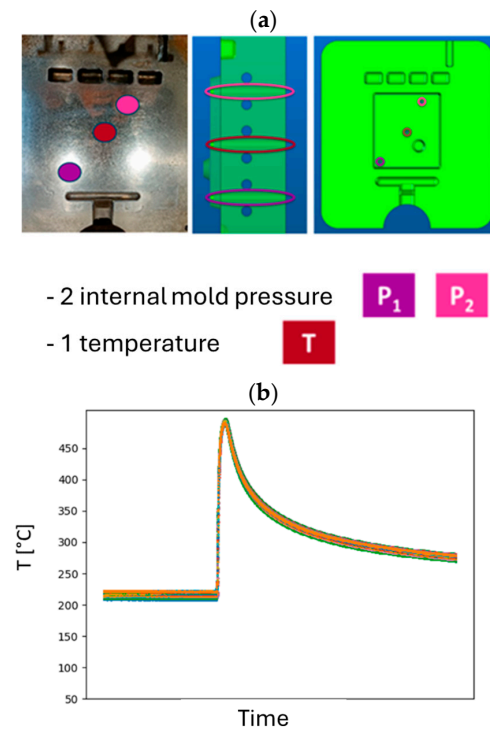 (a)
- 2 internal mold pressure P1 P2
- 1 temperature T
(b)
T [°C]
450
400
350
300
250
200
150
100
50
Time